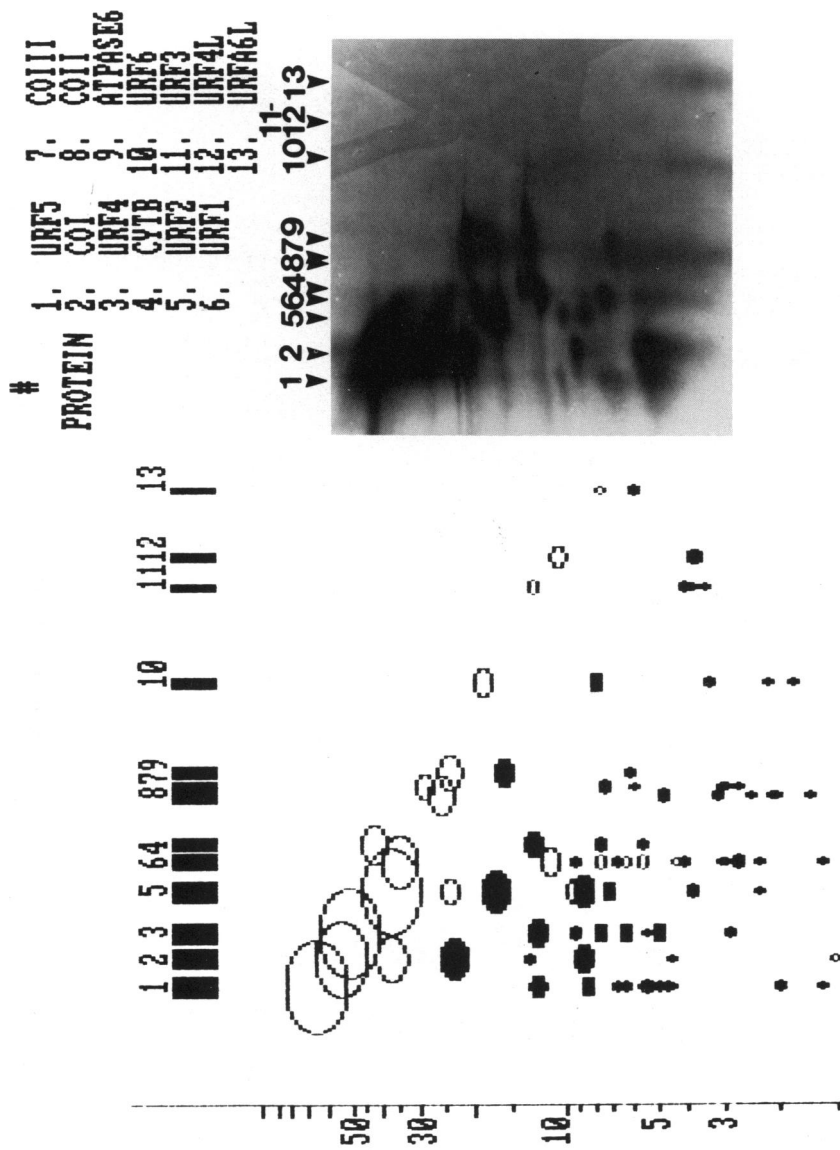 #
PROTEIN
1. URF5 7. COIII
2. COI 8. COII
3. URF4 9. ATPASE6
4. CYTB 10. URF6
5. URF2 11. URF3
6. URF1 12. URF4L
13. URFA6L
1 2 3 5 64 879 10 1112 13
1 2 564879 10 11-12 13
50
30
10
5
3